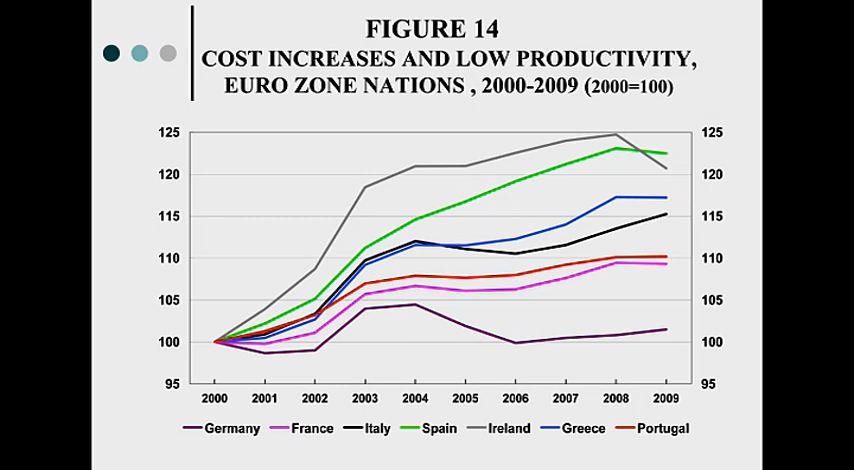 FIGURE 14
COST INCREASES AND LOW PRODUCTIVITY,
EURO ZONE NATIONS , 2000-2009 (2000=100)
125 125
120 120
115 115
110 110
105 105
100 100
95 95
2000 2001 2002 2003 2004 2005 2006 2007 2008 2009
Germany France Italy Spain Ireland Greece Portugal